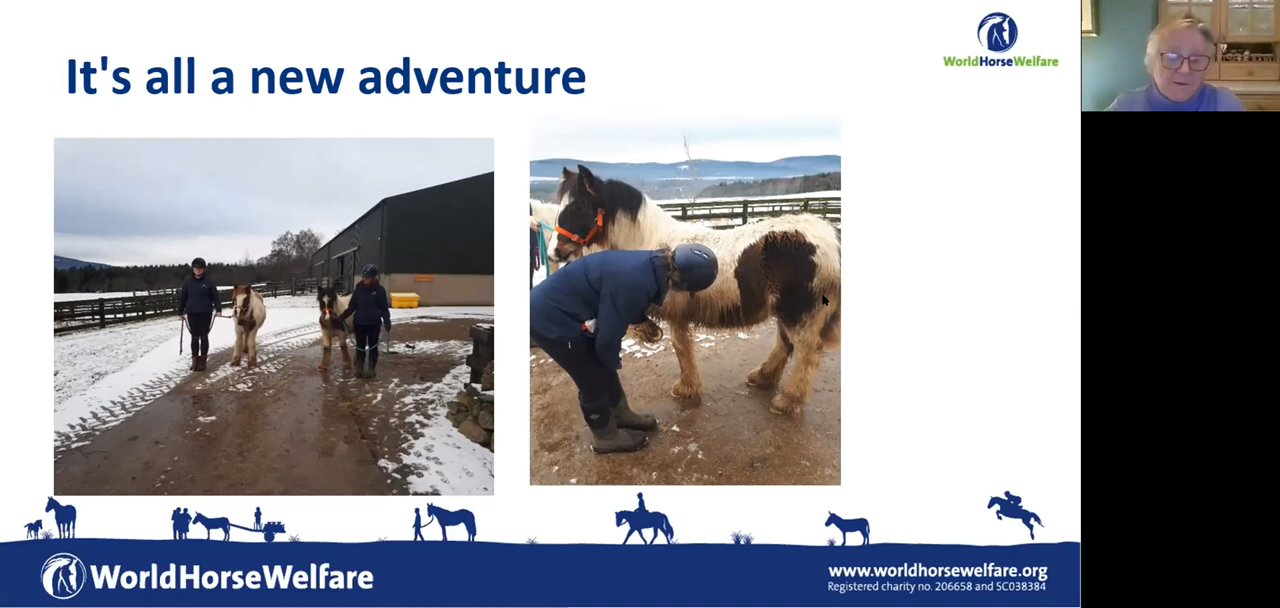 It's all a new adventure
WorldHorseWelfare
WorldHorseWelfare
www.worldhorsewelfare.org
Registered charity no. 206658 and SC038384